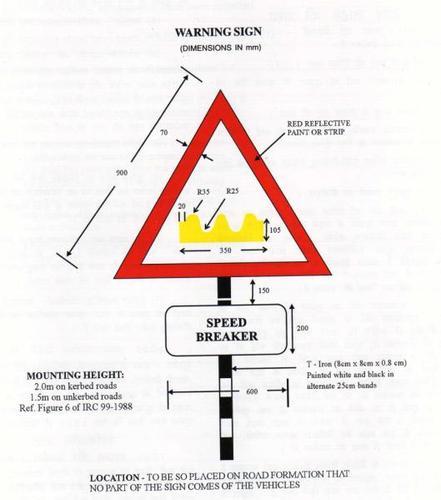 WARNING SIGN
(DIMENSIONS IN mm)
RED REFLECTIVE
PAINT OR STRIP
70
900
20
R35
R25
105
350
150
SPEED
BREAKER
200
T - Iron (8cm x 8cm x 0.8 cm)
Painted white and black in
alternate 25cm bands
600
MOUNTING HEIGHT:
2.0m on kerbed roads
1.5m on unkerbed roads
Ref. Figure 6 of IRC 99-1988
LOCATION - TO BE SO PLACED ON ROAD FORMATION THAT
NO PART OF THE SIGN COMES OF THE VEHICLES